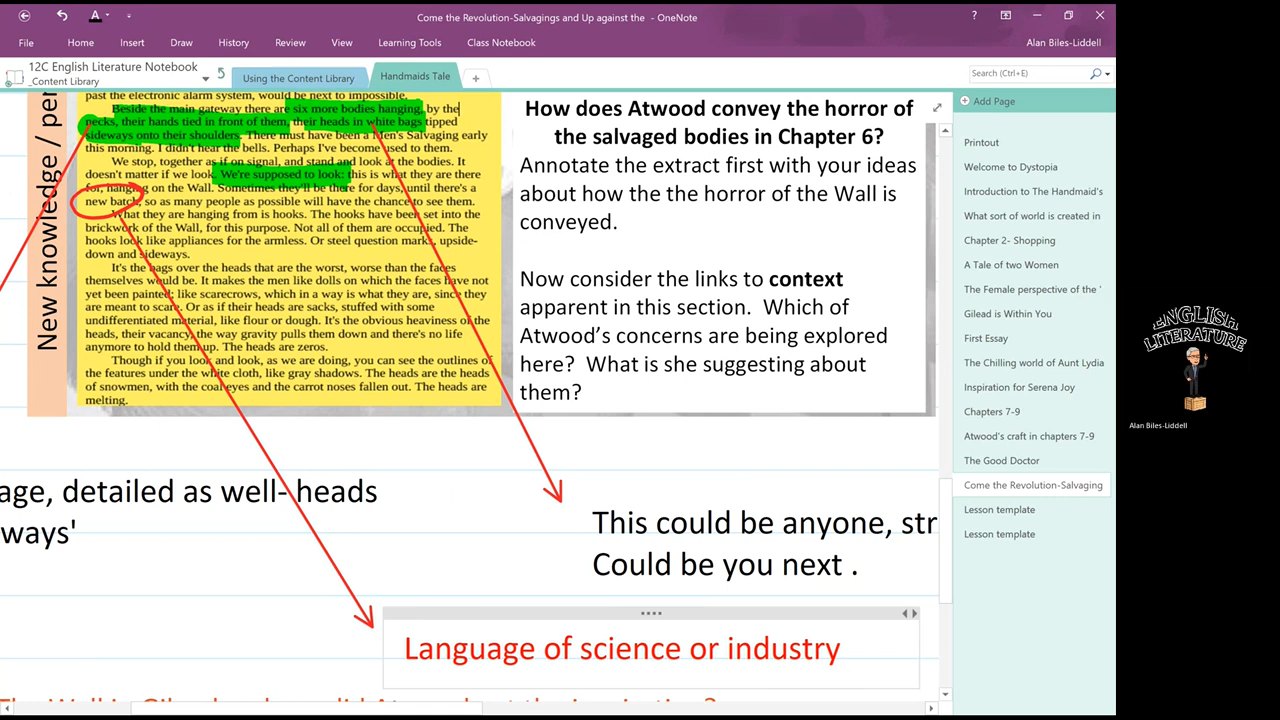 Come the Revolution-Salvagings and Up against the - OneNote
File
Home
Insert
Draw
History
Review
View
Learning Tools
Class Notebook
Alan Biles-Liddell
12C English Literature Notebook
_Content Library
Using the Content Library
Handmaids Tale
Search (Ctrl+E)
New knowledge / per
past the electronic alarm system, would be next to impossible.
Beside the main gateway there are six more bodies hanging, by the
necks, their hands tied in front of them, their heads in white bags tipped
sideways onto their shoulders. There must have been a Men's Salvaging early
this morning. I didn't hear the bells. Perhaps I've become used to them.
We stop, together as if on signal, and stand and look at the bodies. It
doesn't matter if we look. We're supposed to look: this is what they are there
for, hanging on the Wall. Sometimes they'll be there for days, until there's a
new batch, so as many people as possible will have the chance to see them.
What they are hanging from is hooks. The hooks have been set into the
brickwork of the Wall, for this purpose. Not all of them are occupied. The
hooks look like appliances for the armless. Or steel question marks, upside-
down and sideways.
It's the bags over the heads that are the worst, worse than the faces
themselves would be. It makes the men like dolls on which the faces have not
yet been painted; like scarecrows, which in a way is what they are, since they
are meant to scare. Or as if their heads are sacks, stuffed with some
undifferentiated material, like flour or dough. It's the obvious heaviness of the
heads, their vacancy, the way gravity pulls them down and there's no life
anymore to hold them up. The heads are zeros.
Though if you look and look, as we are doing, you can see the outlines of
the features under the white cloth, like gray shadows. The heads are the heads
of snowmen, with the coal eyes and the carrot noses fallen out. The heads are
melting.
How does Atwood convey the horror of
the salvaged bodies in Chapter 6?
Annotate the extract first with your ideas
about how the the horror of the Wall is
conveyed.
Now consider the links to context
apparent in this section. Which of
Atwood's concerns are being explored
here? What is she suggesting about
them?
age, detailed as well- heads
ways'
This could be anyone, str
Could be you next .
Language of science or industry
Add Page
Printout
Welcome to Dystopia
Introduction to The Handmaid's
What sort of world is created in
Chapter 2- Shopping
A Tale of two Women
The Female perspective of the '
Gilead is Within You
First Essay
The Chilling world of Aunt Lydia
Inspiration for Serena Joy
Chapters 7-9
Atwood's craft in chapters 7-9
The Good Doctor
Come the Revolution-Salvaging
Lesson template
Lesson template
ENGLISH
LITERATURE
Alan Biles-Liddell